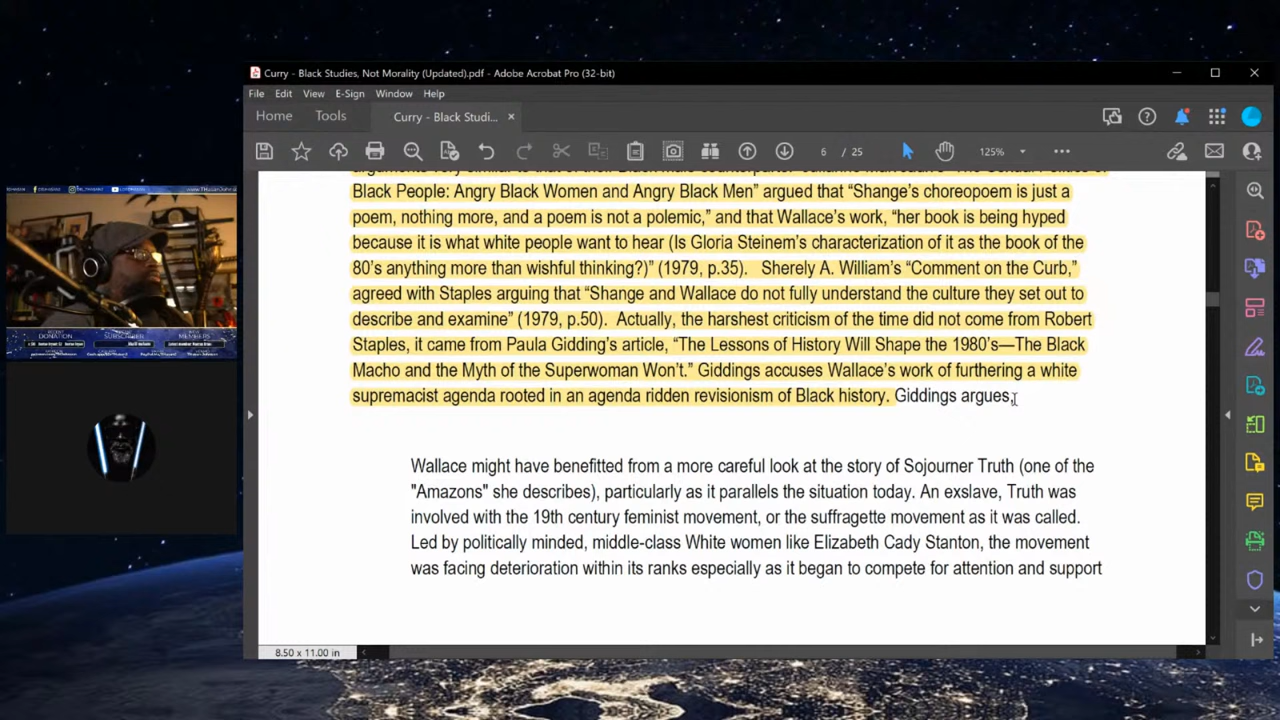 Curry - Black Studies, Not Morality (Updated).pdf - Adobe Acrobat Pro (32-bit)
File Edit View E-Sign Window Help
Home Tools Curry - Black Studi... ×
6 / 25 125%
Black People: Angry Black Women and Angry Black Men” argued that “Shange’s choreopoem is just a
poem, nothing more, and a poem is not a polemic,” and that Wallace’s work, “her book is being hyped
because it is what white people want to hear (Is Gloria Steinem’s characterization of it as the book of the
80’s anything more than wishful thinking?)” (1979, p.35). Sherely A. William’s “Comment on the Curb,”
agreed with Staples arguing that “Shange and Wallace do not fully understand the culture they set out to
describe and examine” (1979, p.50). Actually, the harshest criticism of the time did not come from Robert
Staples, it came from Paula Gidding’s article, “The Lessons of History Will Shape the 1980’s—The Black
Macho and the Myth of the Superwoman Won’t.” Giddings accuses Wallace’s work of furthering a white
supremacist agenda rooted in an agenda ridden revisionism of Black history. Giddings argues,
Wallace might have benefitted from a more careful look at the story of Sojourner Truth (one of the
"Amazons" she describes), particularly as it parallels the situation today. An exslave, Truth was
involved with the 19th century feminist movement, or the suffragette movement as it was called.
Led by politically minded, middle-class White women like Elizabeth Cady Stanton, the movement
was facing deterioration within its ranks especially as it began to compete for attention and support
8.50 x 11.00 in
DONATION